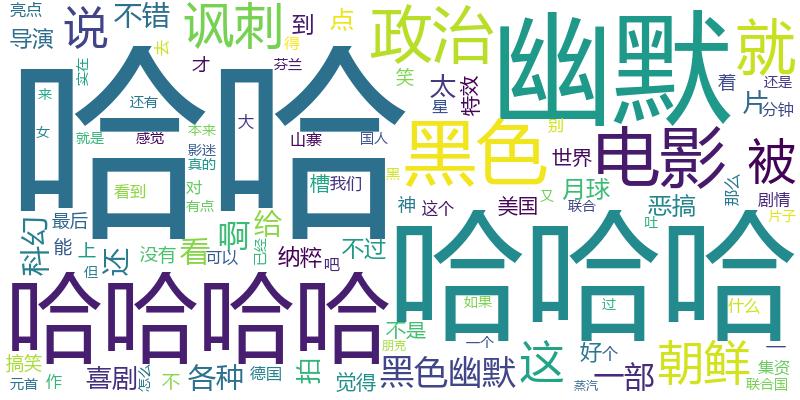 亮点
导演
说
不错
讽刺
到
点
政治
幽默
就
实在
去
才
得
芬兰
笑
太
星
特效
着
还是
片
分钟
哈哈
来
女
还有
就是
感觉
本来
影迷
真的
大
山寨
国人
黑色
别
世界
电影
被
看到
对
有点
槽
我们
黑
神
这个
美国
又
月球
联合
恶搞
那么
剧情
片子
科幻
最后
能
上
但
还
没有
看
可以
啊
给
已经
纳粹
吧
不过
吐
哈哈哈
如果
过
什么
哈哈哈哈
不是
朋克
一个
搞笑
元首
作
喜剧
怎么
不
各种
德国
拍
觉得
黑色幽默
这
好
个
蒸汽
一部
朝鲜
一
集资
联合国